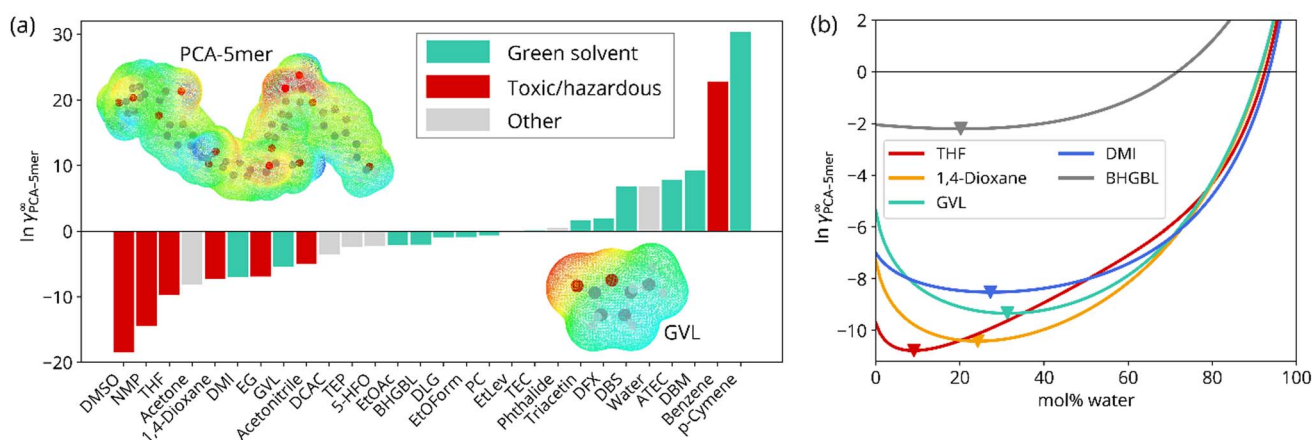 (a)
30
20
10
0
−10
−20
ln γ∞PCA–5mer
PCA-5mer
Green solvent
Toxic/hazardous
Other
GVL
DMSO
NMP
THF
Acetone
1,4-Dioxane
DMI
EG
GVL
Acetonitrile
DCAC
TEP
5-HFO
EtOAc
BHGBL
DLG
EtOForm
PC
EtLev
TEC
Phthalide
Triacetin
DFX
DBS
Water
ATEC
DBM
Benzene
p-Cymene
(b)
2
0
−2
−4
−6
−8
−10
ln γ∞PCA–5mer
THF
1,4-Dioxane
GVL
DMI
BHGBL
0 20 40 60 80 100
mol% water